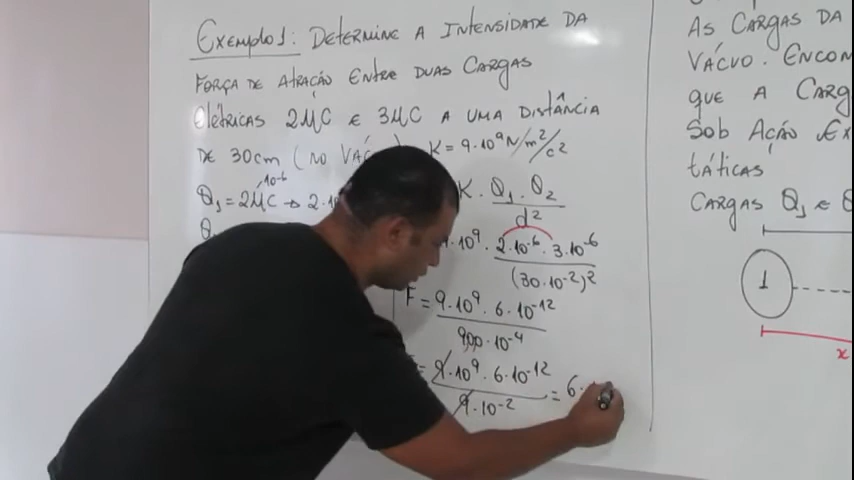 Exemplo 1: Determine a Intensidade da
Força de Atração entre duas Cargas
Elétricas 2μC e 3μC a uma distância
de 30cm (no
K = 9·10⁹ N/m²/c²
10⁻⁶
Q₁ = 2μC → 2·10
K · Q₁ · Q₂
d²
·10⁹ · 2·10⁻⁶ · 3·10⁻⁶
(30·10⁻²)²
F = 9·10⁹ · 6·10⁻¹²
900·10⁻⁴
= 9·10⁹ · 6·10⁻¹²
9·10⁻² = 6·
As Cargas da
Vácuo. Encon
que a Carg
Sob Ação
táticas
Cargas Q₁ e
1
x